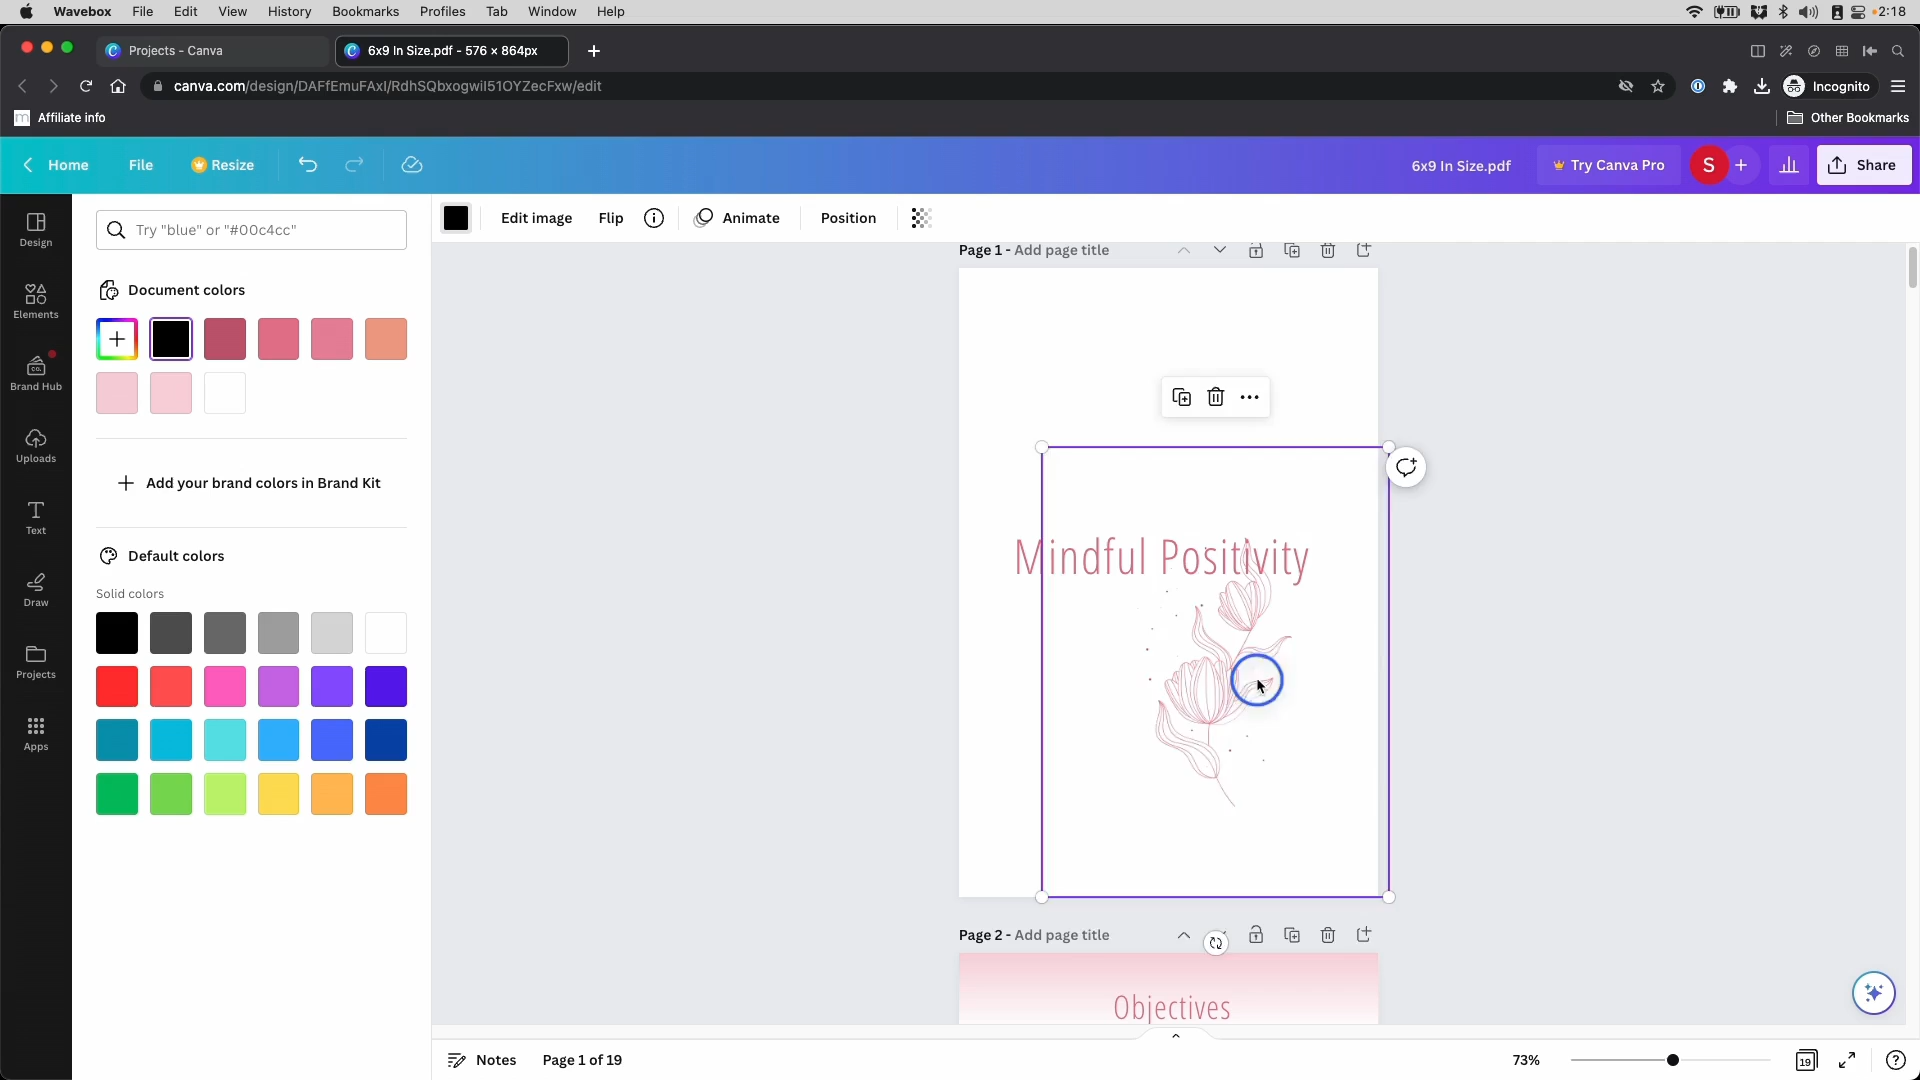 Wavebox File Edit View History Bookmarks Profiles Tab Window Help 2:18
Projects - Canva 6x9 In Size.pdf - 576 × 864px
canva.com/design/DAFfEmuFAxI/RdhSQbxogwiI51OYZecFxw/edit Incognito
Affiliate info Other Bookmarks
Home File Resize 6x9 In Size.pdf Try Canva Pro S + Share
Design
Elements
Brand Hub
Uploads
Text
Draw
Projects
Apps
Try "blue" or "#00c4cc"
Document colors
Add your brand colors in Brand Kit
Default colors
Solid colors
Edit image Flip Animate Position
Page 1 - Add page title
Mindful Positivity
Page 2 - Add page title
Objectives
Notes Page 1 of 19 73% 19